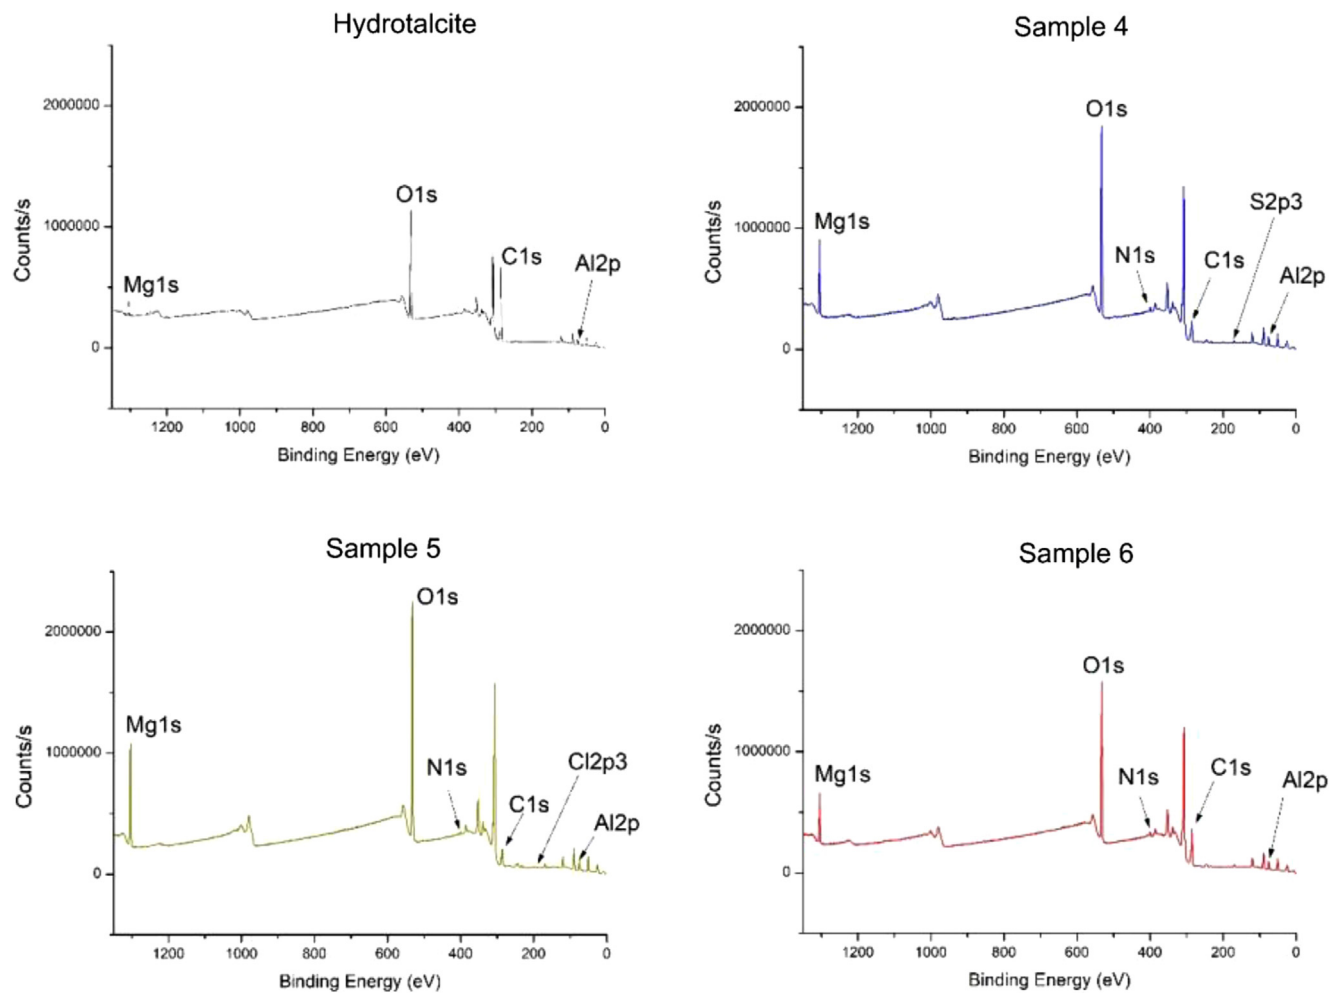 Hydrotalcite
2000000
1000000
0
Counts/s
Mg1s
O1s
C1s
Al2p
1200
1000
800
600
400
200
0
Binding Energy (eV)
Sample 4
2000000
1000000
0
Counts/s
Mg1s
O1s
N1s
C1s
S2p3
Al2p
1200
1000
800
600
400
200
0
Binding Energy (eV)
Sample 5
2000000
1000000
0
Counts/s
Mg1s
O1s
N1s
C1s
Cl2p3
Al2p
1200
1000
800
600
400
200
0
Binding Energy (eV)
Sample 6
2000000
1000000
0
Counts/s
Mg1s
O1s
N1s
C1s
Al2p
1200
1000
800
600
400
200
0
Binding Energy (eV)